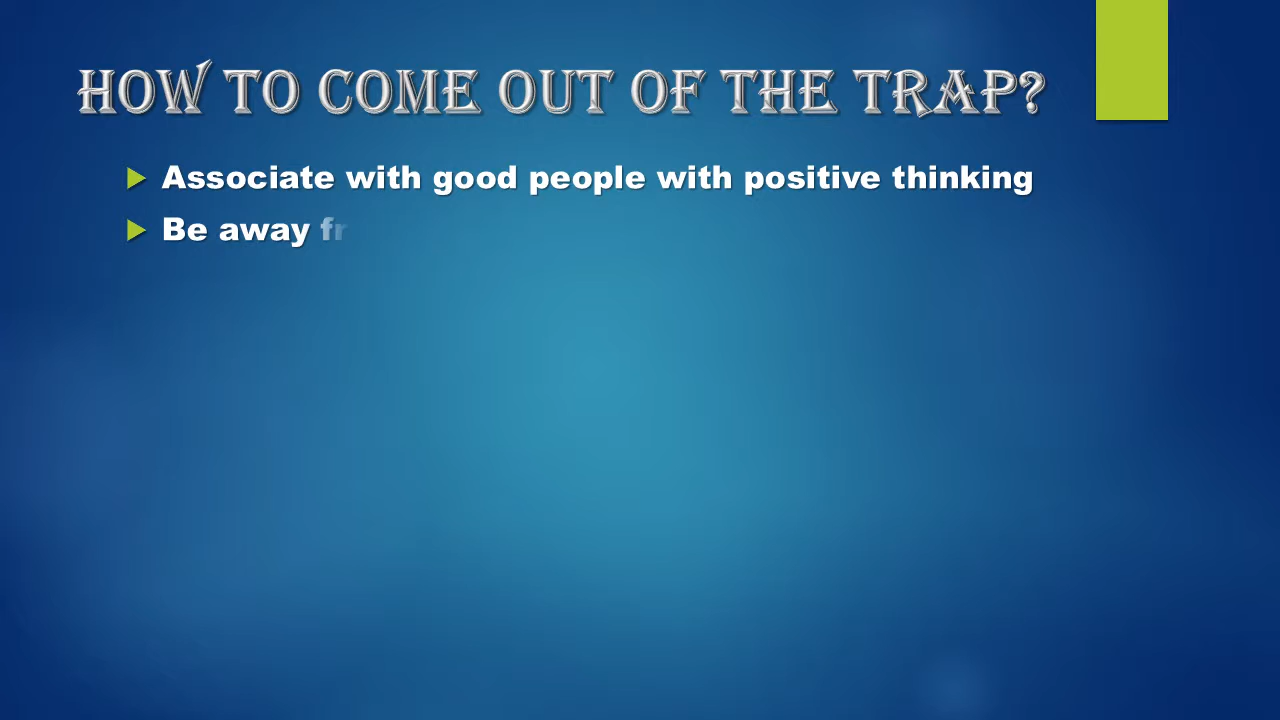 HOW TO COME OUT OF THE TRAP?
Associate with good people with positive thinking
Be away